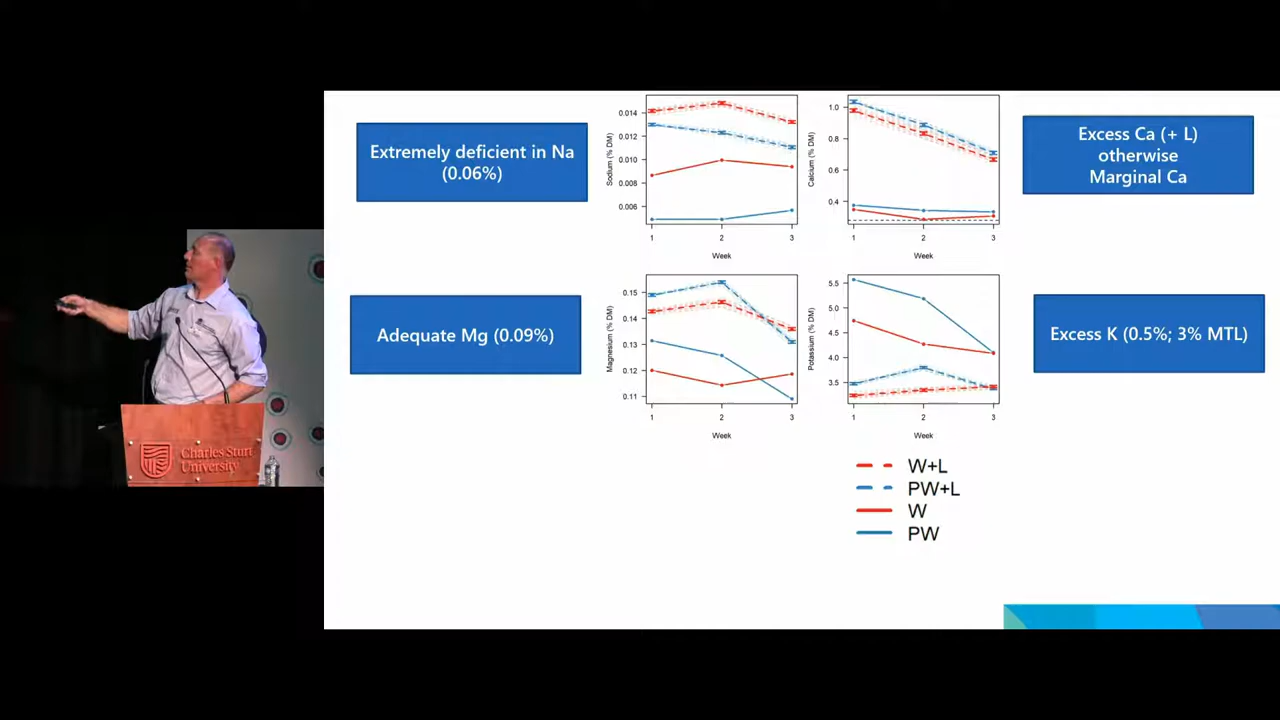 Extremely deficient in Na
(0.06%)
Sodium (% DM)
0.014
0.012
0.010
0.008
0.006
1
2
3
Week
Calcium (% DM)
1.0
0.8
0.6
0.4
1
2
3
Week
Excess Ca (+ L)
otherwise
Marginal Ca
Adequate Mg (0.09%)
Magnesium (% DM)
0.15
0.14
0.13
0.12
0.11
1
2
3
Week
Potassium (% DM)
5.5
5.0
4.5
4.0
3.5
1
2
3
Week
Excess K (0.5%; 3% MTL)
W+L
PW+L
W
PW
Charles Sturt
University